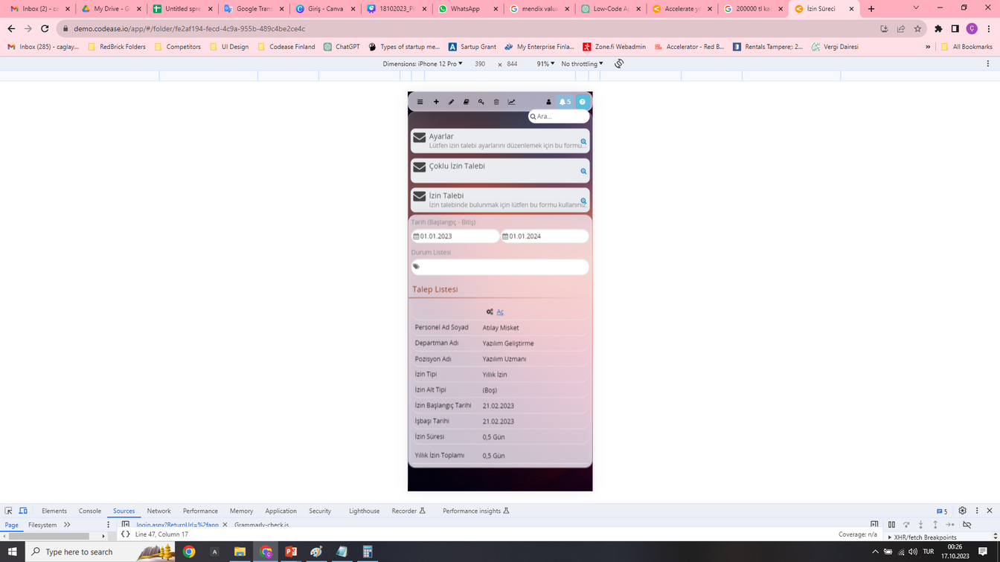 Inbox (2) - ca
My Drive - G
Untitled spre
Google Tran
Giriş - Canva
18102023_Pr
WhatsApp
mendix valu
Low-Code Ap
Accelerate yo
200000 tl ka
İzin Süreci
demo.codease.io/app/#/folder/fe2af194-fecd-4c9a-955b-489c4be2ce4c
Inbox (285) - caglay...
RedBrick Folders
Competitors
UI Design
Codease Finland
ChatGPT
Types of startup me...
Sartup Grant
My Enterprise Finla...
Zone.fi Webadmin
Accelerator - Red B...
Rentals Tampere; 2...
Vergi Dairesi
»
All Bookmarks
Dimensions: iPhone 12 Pro 390 × 844 91% No throttling
5
Ara...
Ayarlar
Lütfen izin talebi ayarlarını düzenlemek için bu formu...
Çoklu İzin Talebi
İzin Talebi
İzin talebinde bulunmak için lütfen bu formu kullanınız.
Tarih (Başlangıç - Bitiş)
01.01.2023 01.01.2024
Durum Listesi
Talep Listesi
Aç
Personel Ad Soyad Atılay Misket
Departman Adı Yazılım Geliştirme
Pozisyon Adı Yazılım Uzmanı
İzin Tipi Yıllık İzin
İzin Alt Tipi (Boş)
İzin Başlangıç Tarihi 21.02.2023
İşbaşı Tarihi 21.02.2023
İzin Süresi 0,5 Gün
Yıllık İzin Toplamı 0,5 Gün
Elements Console Sources Network Performance Memory Application Security Lighthouse Recorder Performance insights 5
Page Filesystem » login.aspx?ReturnUrl=%2fapp Grammarly-check.js
{ } Line 47, Column 17 Coverage: n/a
XHR/fetch Breakpoints
Type here to search
TUR
00:26
17.10.2023